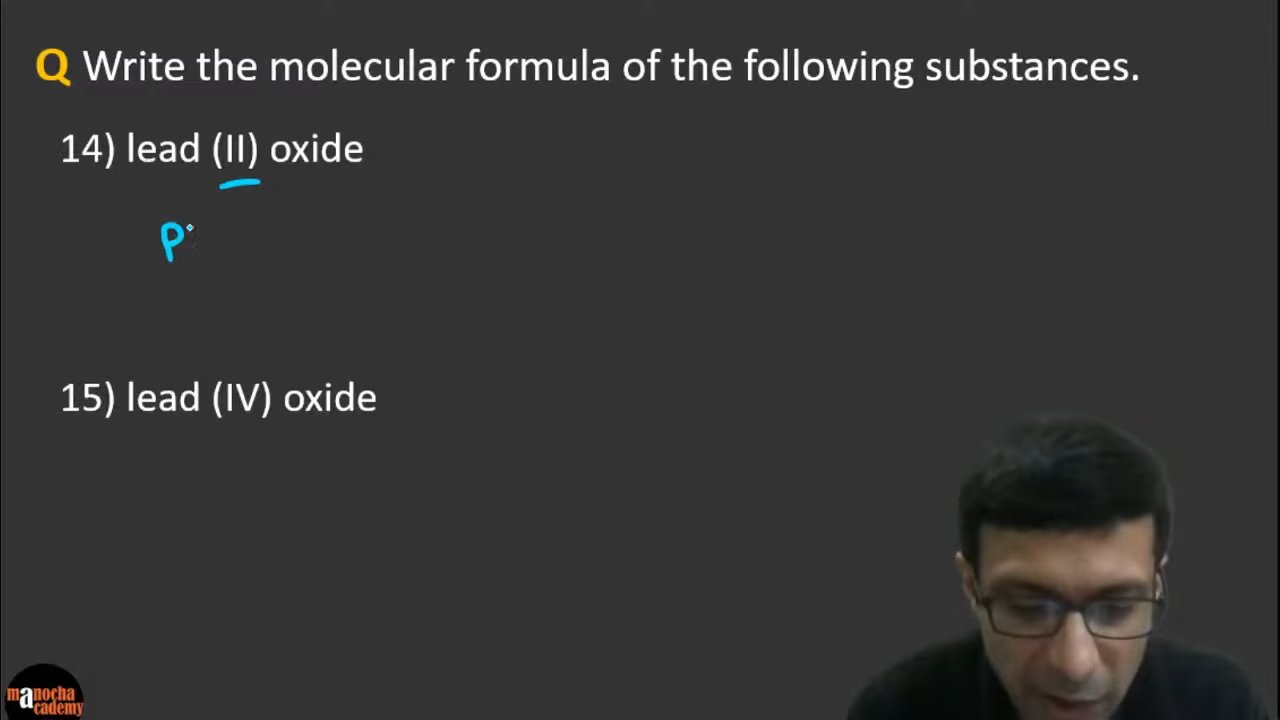 Q Write the molecular formula of the following substances.
14) lead (II) oxide
P
15) lead (IV) oxide
manocha
academy